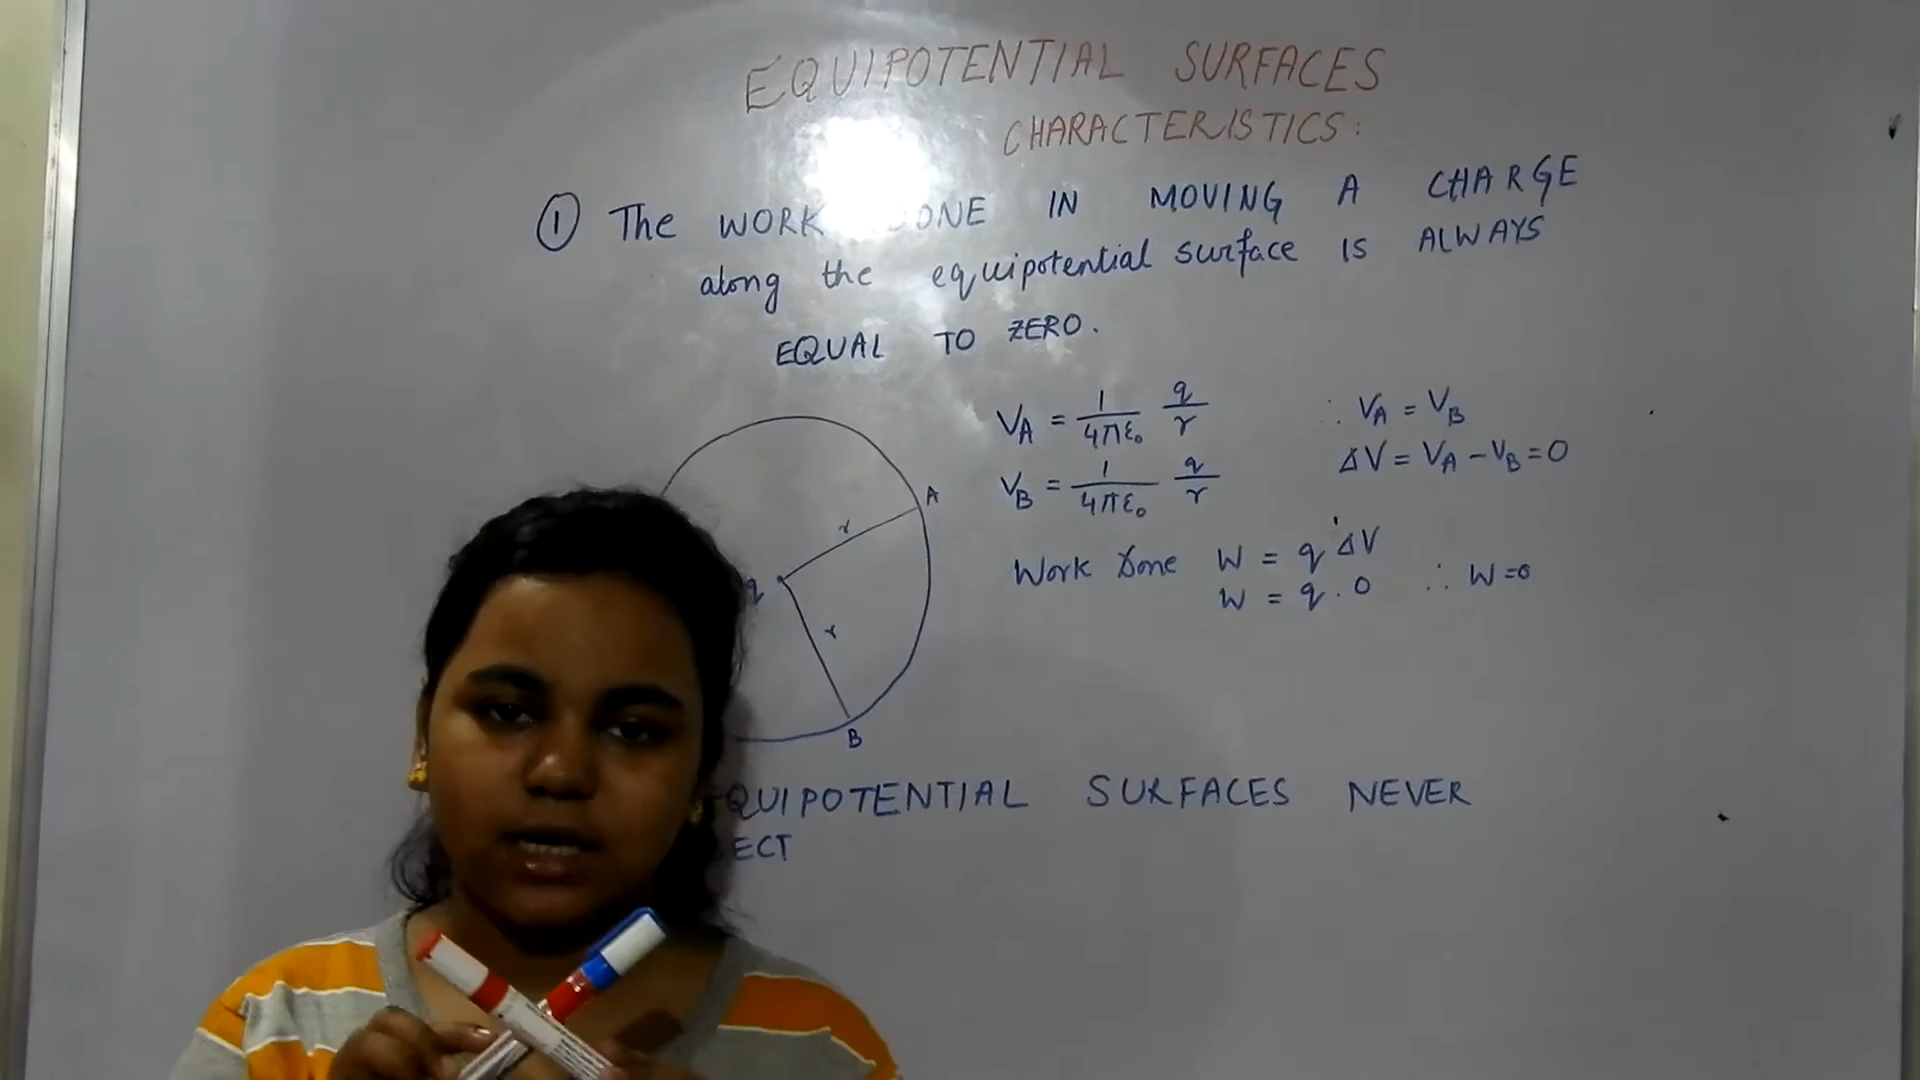 EQUIPOTENTIAL SURFACES
CHARACTERISTICS:
① The WORK DONE IN MOVING A CHARGE
along the equipotential surface IS ALWAYS
EQUAL TO ZERO.
V_A = 1/4πε₀ q/r ∴ V_A = V_B
ΔV = V_A - V_B = 0
V_B = 1/4πε₀ q/r
A
r
Work Done W = q ΔV
W = q . 0 ∴ W = 0
q
r
B
EQUIPOTENTIAL SURFACES NEVER
ECT